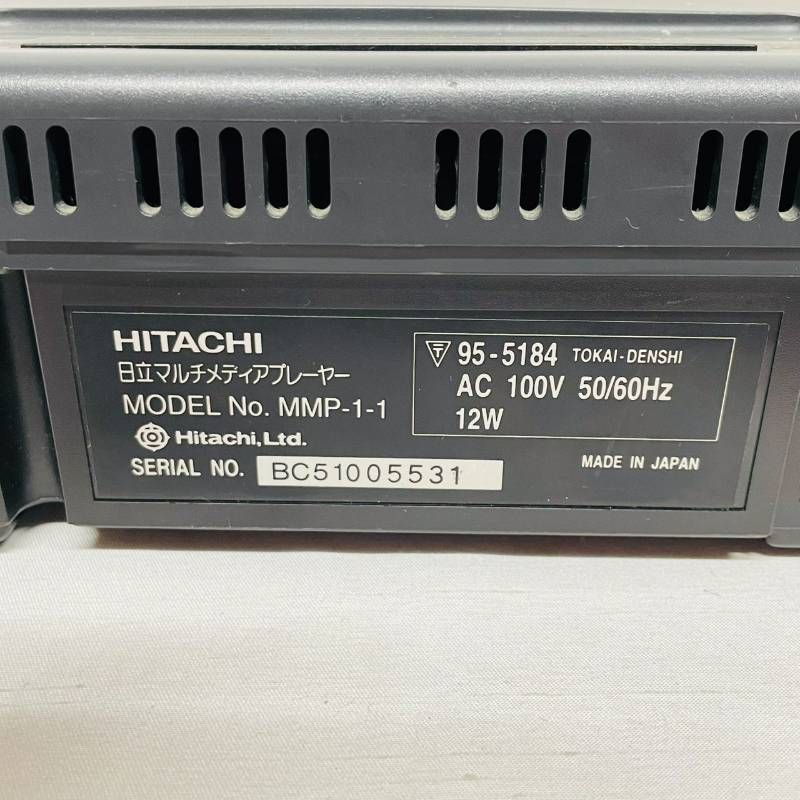 HITACHI
日立マルチメディアプレーヤー
MODEL No. MMP-1-1
Hitachi, Ltd.
SERIAL NO. BC51005531
〒 95-5184 TOKAI-DENSHI
AC 100V 50/60Hz
12W
MADE IN JAPAN